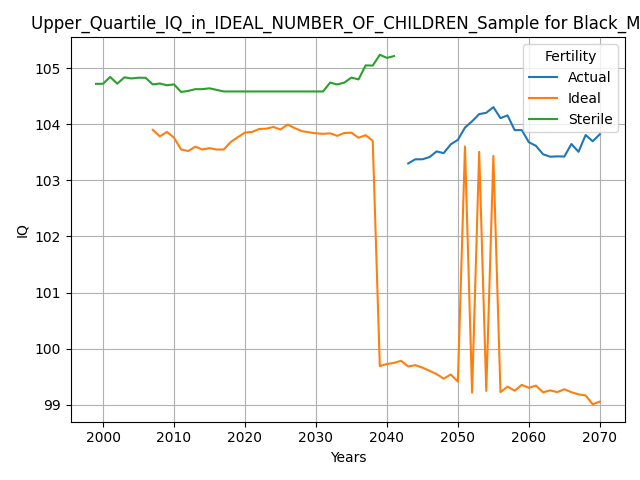 Upper_Quartile_IQ_in_IDEAL_NUMBER_OF_CHILDREN_Sample for Black_M
Fertility
Actual
Ideal
Sterile
105
104
103
102
101
100
99
IQ
2000
2010
2020
2030
2040
2050
2060
2070
Years